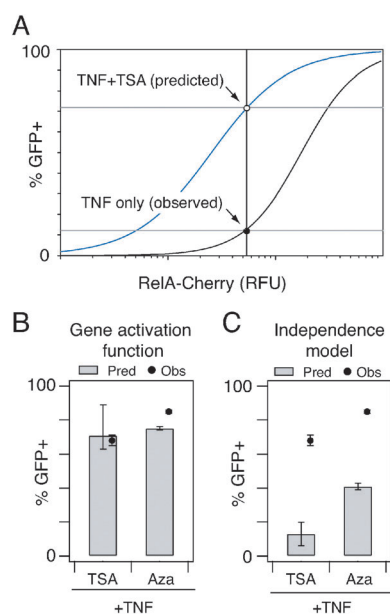 A
100
TNF+TSA (predicted)
% GFP+
TNF only (observed)
0
RelA-Cherry (RFU)
B
Gene activation
function
Pred Obs
100
% GFP+
0
TSA Aza
+TNF
C
Independence
model
Pred Obs
100
% GFP+
0
TSA Aza
+TNF